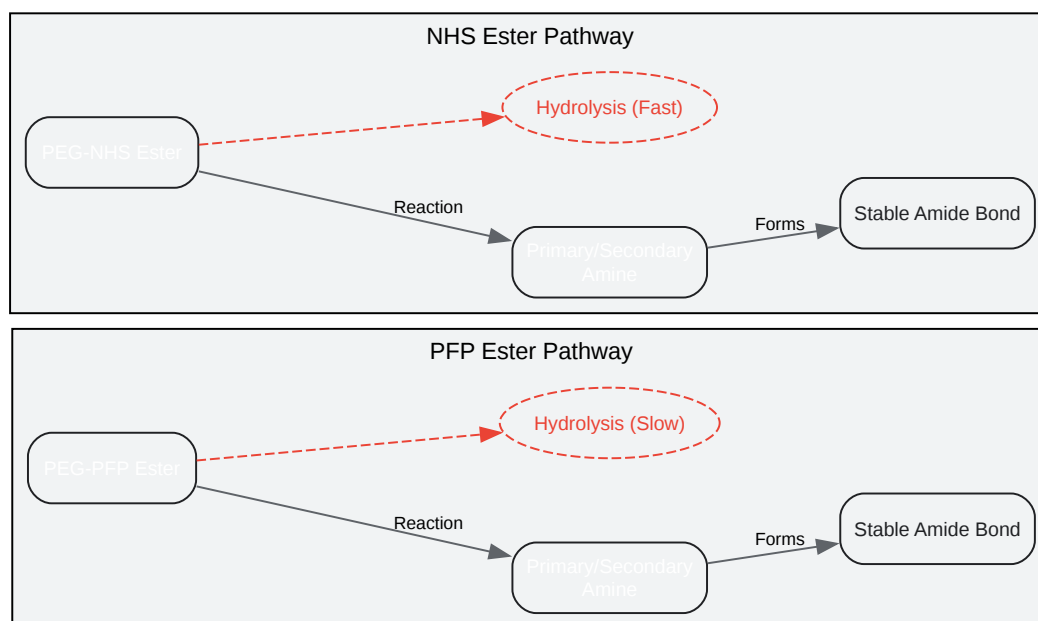 NHS Ester Pathway
Hydrolysis (Fast)
PEG-NHS Ester
Reaction
Stable Amide Bond
Forms
Primary/Secondary
Amine
PFP Ester Pathway
Hydrolysis (Slow)
PEG-PFP Ester
Reaction
Stable Amide Bond
Forms
Primary/Secondary
Amine